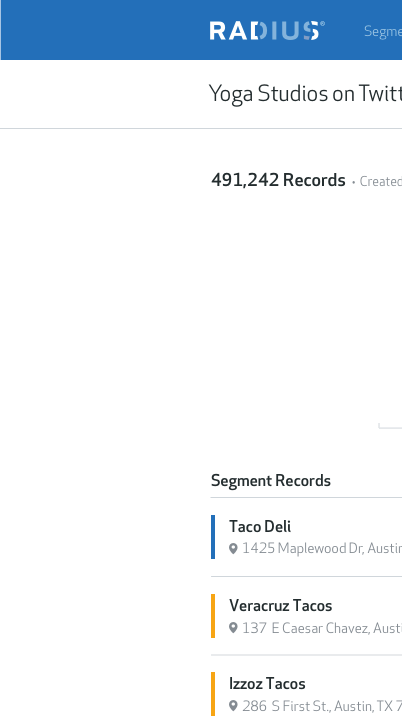 RADIUS®
Segme
Yoga Studios on Twitt
491,242 Records • Created
Segment Records
Taco Deli
1425 Maplewood Dr, Austin
Veracruz Tacos
137 E Caesar Chavez, Aust
Izzoz Tacos
286 S First St., Austin, TX 7